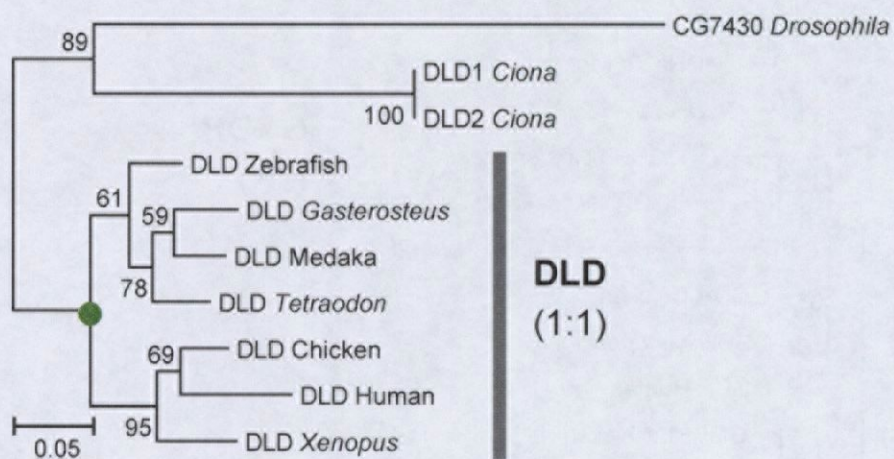 CG7430 Drosophila
89
DLD1 Ciona
100
DLD2 Ciona
DLD Zebrafish
61
59
DLD Gasterosteus
DLD Medaka
78
DLD Tetraodon
DLD
(1:1)
69
DLD Chicken
DLD Human
95
DLD Xenopus
0.05